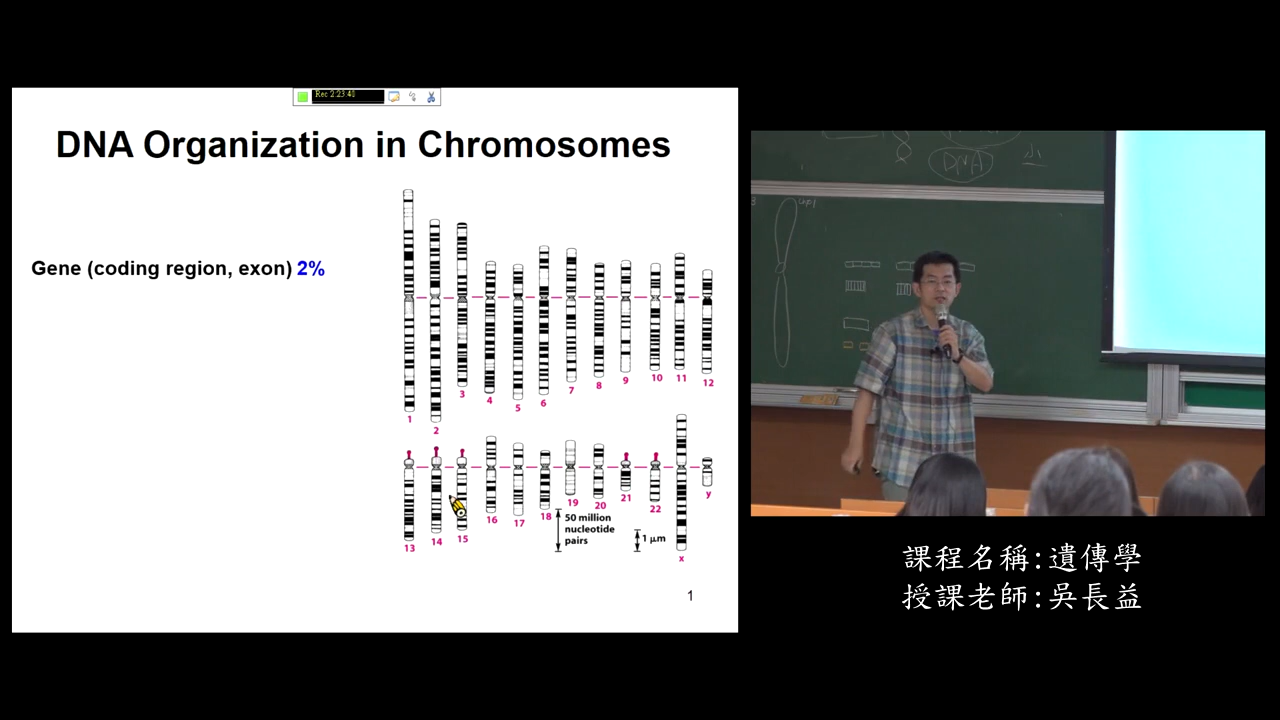 Rec 2:23:40
DNA Organization in Chromosomes
Gene (coding region, exon) 2%
1
2
3
4
5
6
7
8
9
10
11
12
13
14
15
16
17
18
19
20
21
22
x
y
50 million
nucleotide
pairs
1 μm
1
DNA
小
課程名稱:遺傳學
授課老師:吳長益